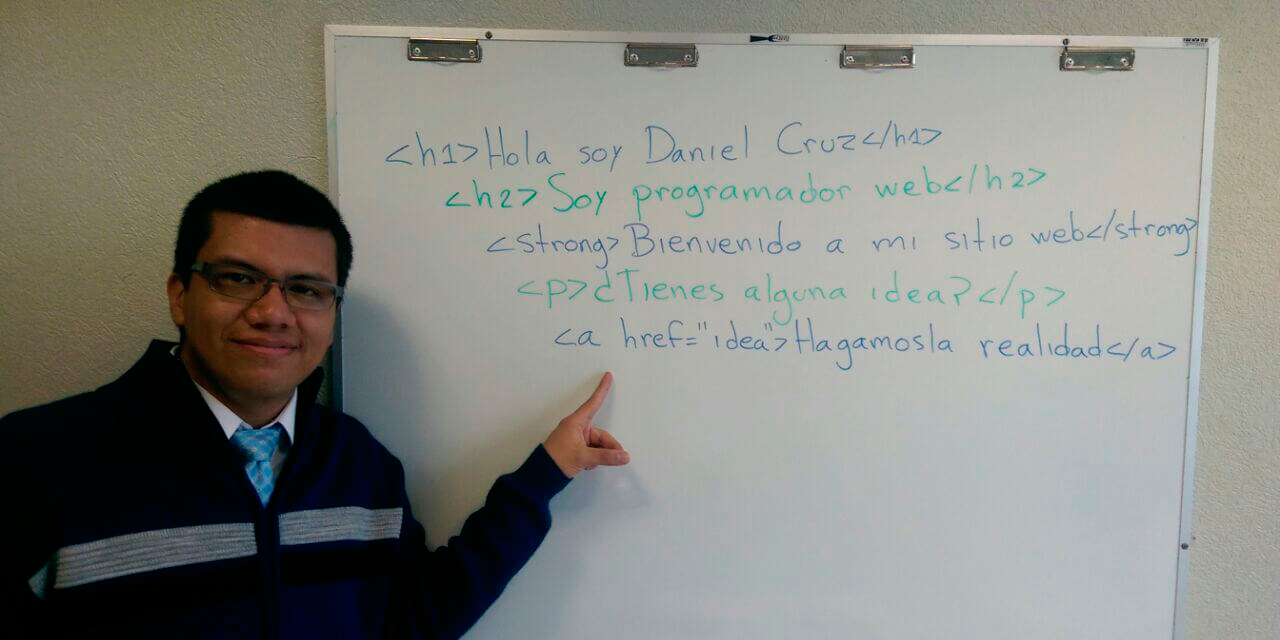 <h1>Hola soy Daniel Cruz</h1>
<h2>Soy programador web</h2>
<strong>Bienvenido a mi sitio web</strong>
<p>¿Tienes alguna idea?</p>
<a href="idea">Hagamosla realidad</a>